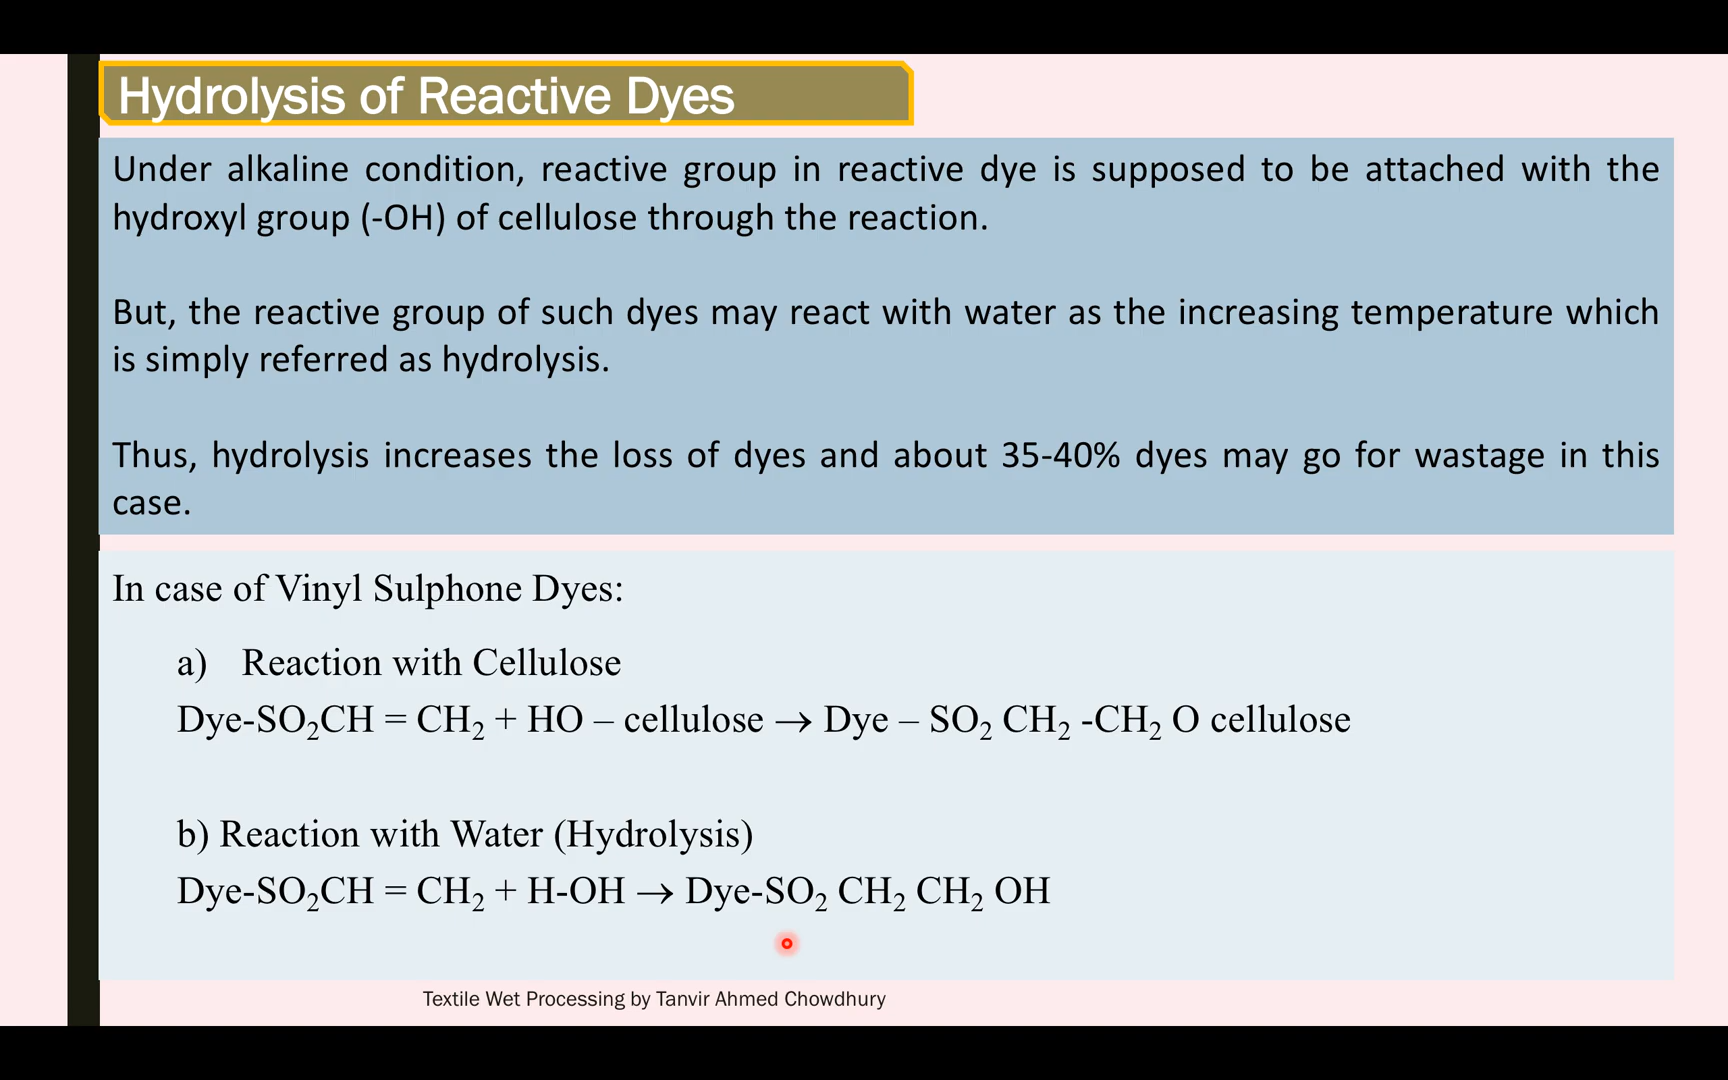 Hydrolysis of Reactive Dyes
Under alkaline condition, reactive group in reactive dye is supposed to be attached with the
hydroxyl group (-OH) of cellulose through the reaction.
But, the reactive group of such dyes may react with water as the increasing temperature which
is simply referred as hydrolysis.
Thus, hydrolysis increases the loss of dyes and about 35-40% dyes may go for wastage in this
case.
In case of Vinyl Sulphone Dyes:
a) Reaction with Cellulose
Dye-SO₂CH = CH₂ + HO – cellulose → Dye – SO₂ CH₂ -CH₂ O cellulose
b) Reaction with Water (Hydrolysis)
Dye-SO₂CH = CH₂ + H-OH → Dye-SO₂ CH₂ CH₂ OH
Textile Wet Processing by Tanvir Ahmed Chowdhury